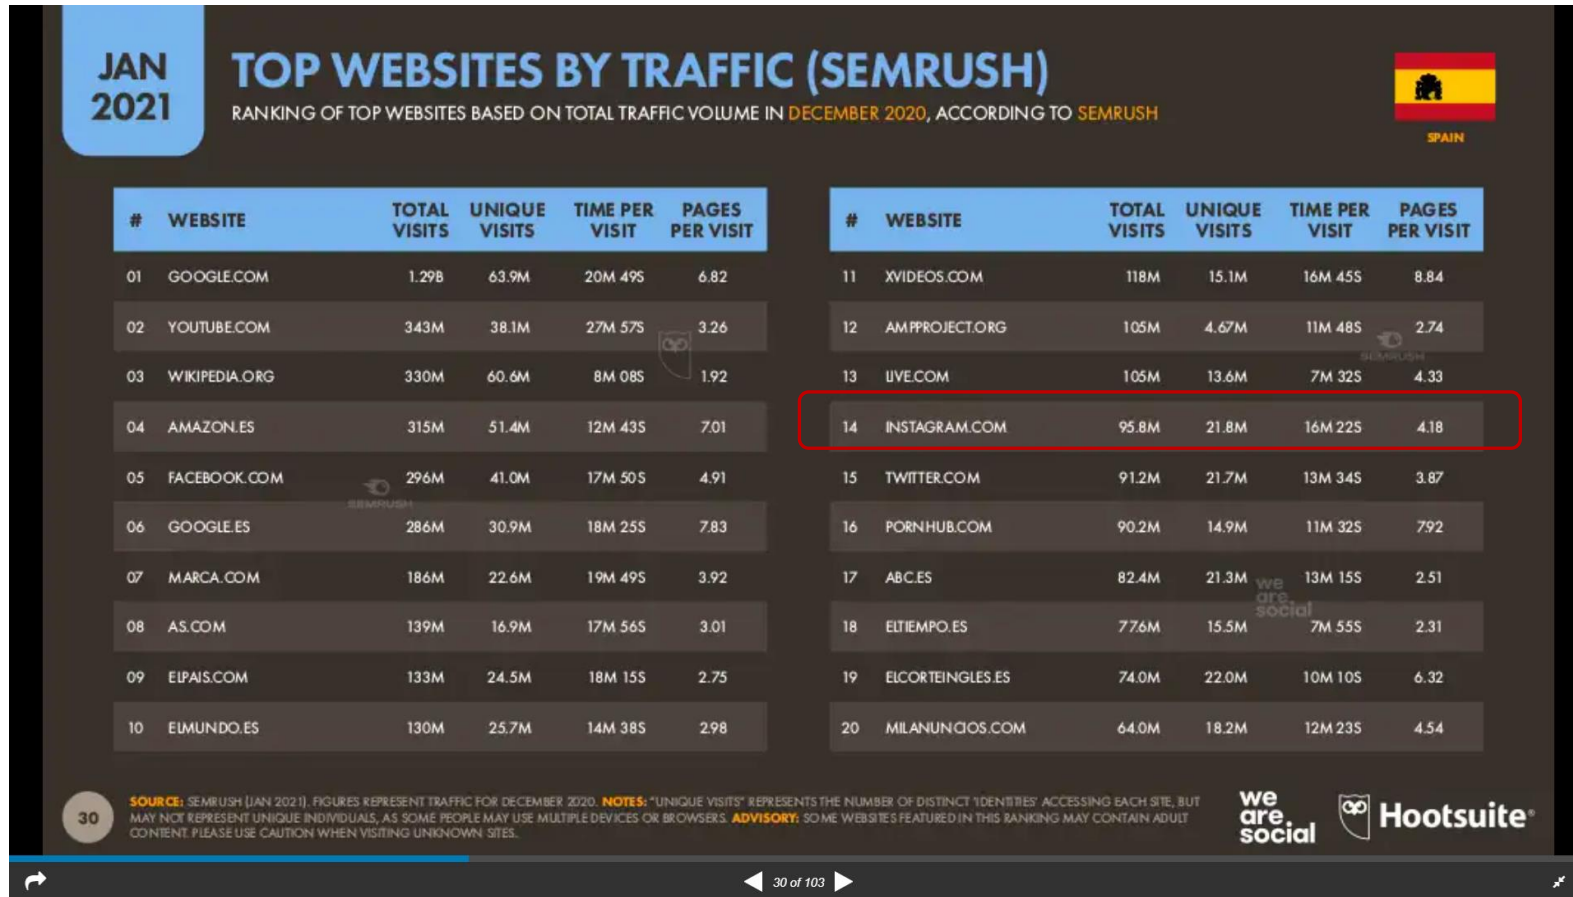 JAN
2021
TOP WEBSITES BY TRAFFIC (SEMRUSH)
RANKING OF TOP WEBSITES BASED ON TOTAL TRAFFIC VOLUME IN DECEMBER 2020, ACCORDING TO SEMRUSH
SPAIN
# WEBSITE TOTAL VISITS UNIQUE VISITS TIME PER VISIT PAGES PER VISIT
01 GOOGLE.COM 1.29B 63.9M 20M 49S 6.82
02 YOUTUBE.COM 343M 38.1M 27M 57S 3.26
03 WIKIPEDIA.ORG 330M 60.6M 8M 08S 1.92
04 AMAZON.ES 315M 51.4M 12M 43S 7.01
05 FACEBOOK.COM 296M 41.0M 17M 50S 4.91
SEMRUSH
06 GOOGLE.ES 286M 30.9M 18M 25S 7.83
07 MARCA.COM 186M 22.6M 19M 49S 3.92
08 AS.COM 139M 16.9M 17M 56S 3.01
09 ELPAIS.COM 133M 24.5M 18M 15S 2.75
10 ELMUNDO.ES 130M 25.7M 14M 38S 2.98
# WEBSITE TOTAL VISITS UNIQUE VISITS TIME PER VISIT PAGES PER VISIT
11 XVIDEOS.COM 118M 15.1M 16M 45S 8.84
12 AMPPROJECT.ORG 105M 4.67M 11M 48S 2.74
SEMRUSH
13 LIVE.COM 105M 13.6M 7M 32S 4.33
14 INSTAGRAM.COM 95.8M 21.8M 16M 22S 4.18
15 TWITTER.COM 91.2M 21.7M 13M 34S 3.87
16 PORNHUB.COM 90.2M 14.9M 11M 32S 7.92
17 ABC.ES 82.4M 21.3M 13M 15S 2.51
we
are
social
18 ELTIEMPO.ES 77.6M 15.5M 7M 55S 2.31
19 ELCORTEINGLES.ES 74.0M 22.0M 10M 10S 6.32
20 MILANUNCIOS.COM 64.0M 18.2M 12M 23S 4.54
30
SOURCE: SEMRUSH (JAN 2021). FIGURES REPRESENT TRAFFIC FOR DECEMBER 2020. NOTES: "UNIQUE VISITS" REPRESENTS THE NUMBER OF DISTINCT 'IDENTITIES' ACCESSING EACH SITE, BUT
MAY NOT REPRESENT UNIQUE INDIVIDUALS, AS SOME PEOPLE MAY USE MULTIPLE DEVICES OR BROWSERS. ADVISORY: SOME WEBSITES FEATURED IN THIS RANKING MAY CONTAIN ADULT
CONTENT. PLEASE USE CAUTION WHEN VISITING UNKNOWN SITES.
we
are
social
Hootsuite®
30 of 103